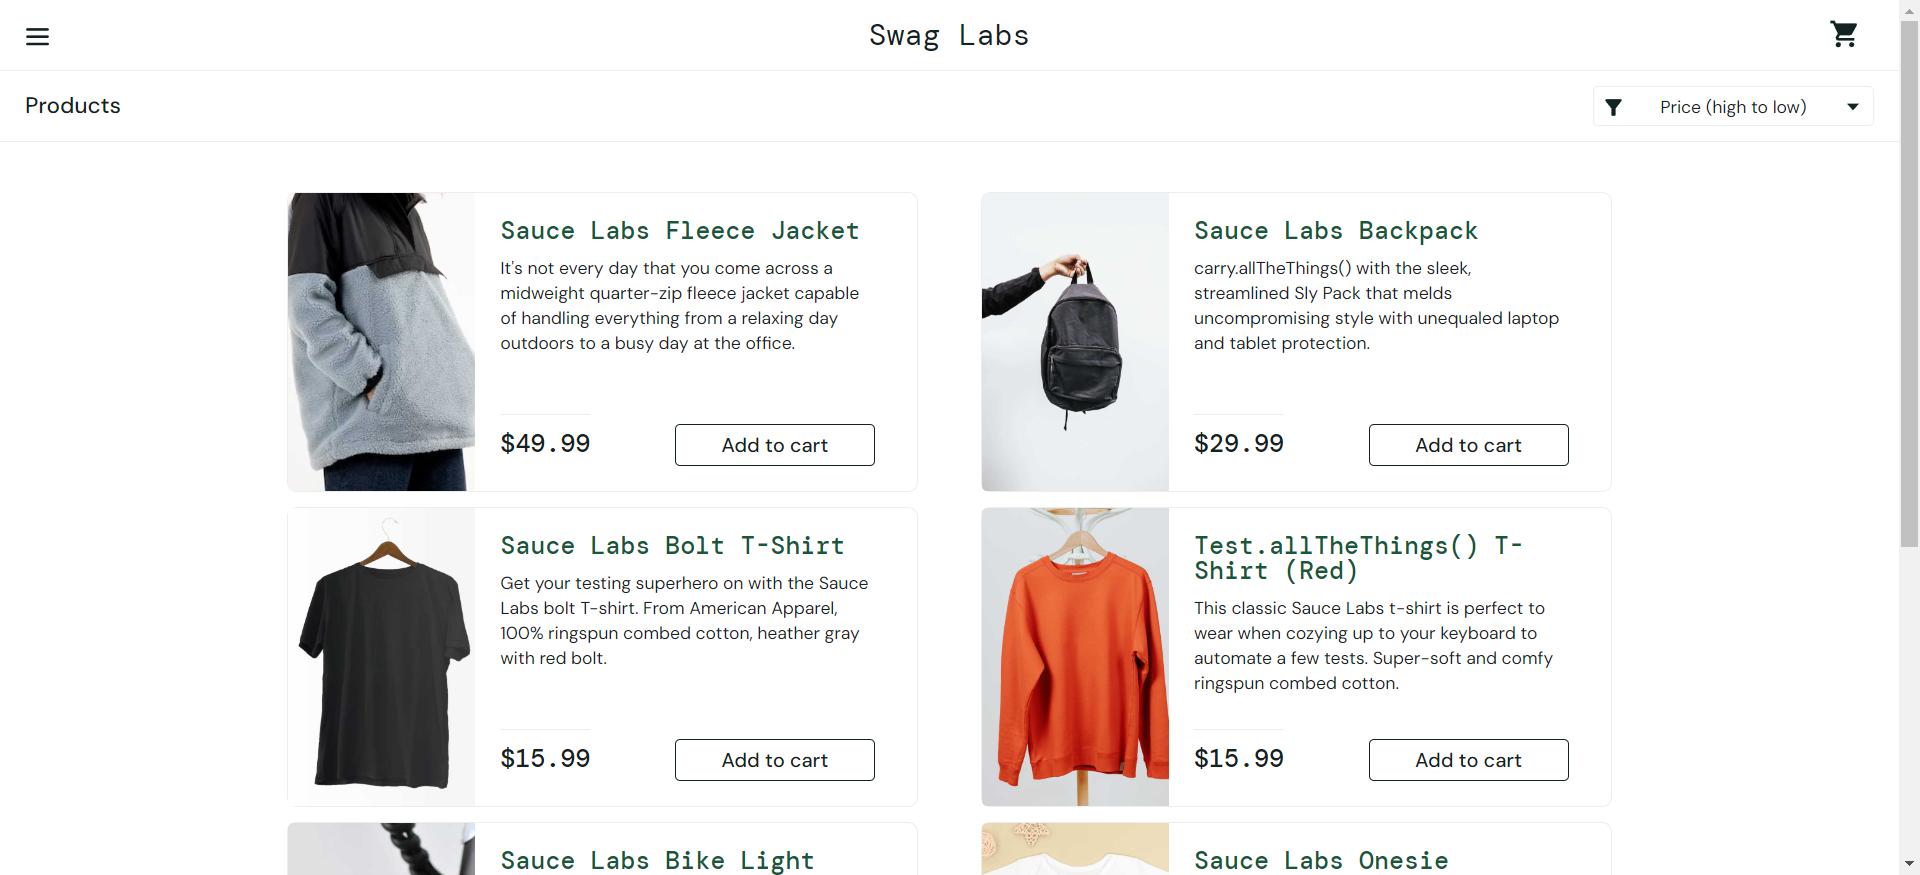 Swag Labs
Products
Price (high to low)
Sauce Labs Fleece Jacket
It's not every day that you come across a
midweight quarter-zip fleece jacket capable
of handling everything from a relaxing day
outdoors to a busy day at the office.
$49.99
Add to cart
Sauce Labs Backpack
carry.allTheThings() with the sleek,
streamlined Sly Pack that melds
uncompromising style with unequaled laptop
and tablet protection.
$29.99
Add to cart
Sauce Labs Bolt T-Shirt
Get your testing superhero on with the Sauce
Labs bolt T-shirt. From American Apparel,
100% ringspun combed cotton, heather gray
with red bolt.
$15.99
Add to cart
Test.allTheThings() T-
Shirt (Red)
This classic Sauce Labs t-shirt is perfect to
wear when cozying up to your keyboard to
automate a few tests. Super-soft and comfy
ringspun combed cotton.
$15.99
Add to cart
Sauce Labs Bike Light
Sauce Labs Onesie